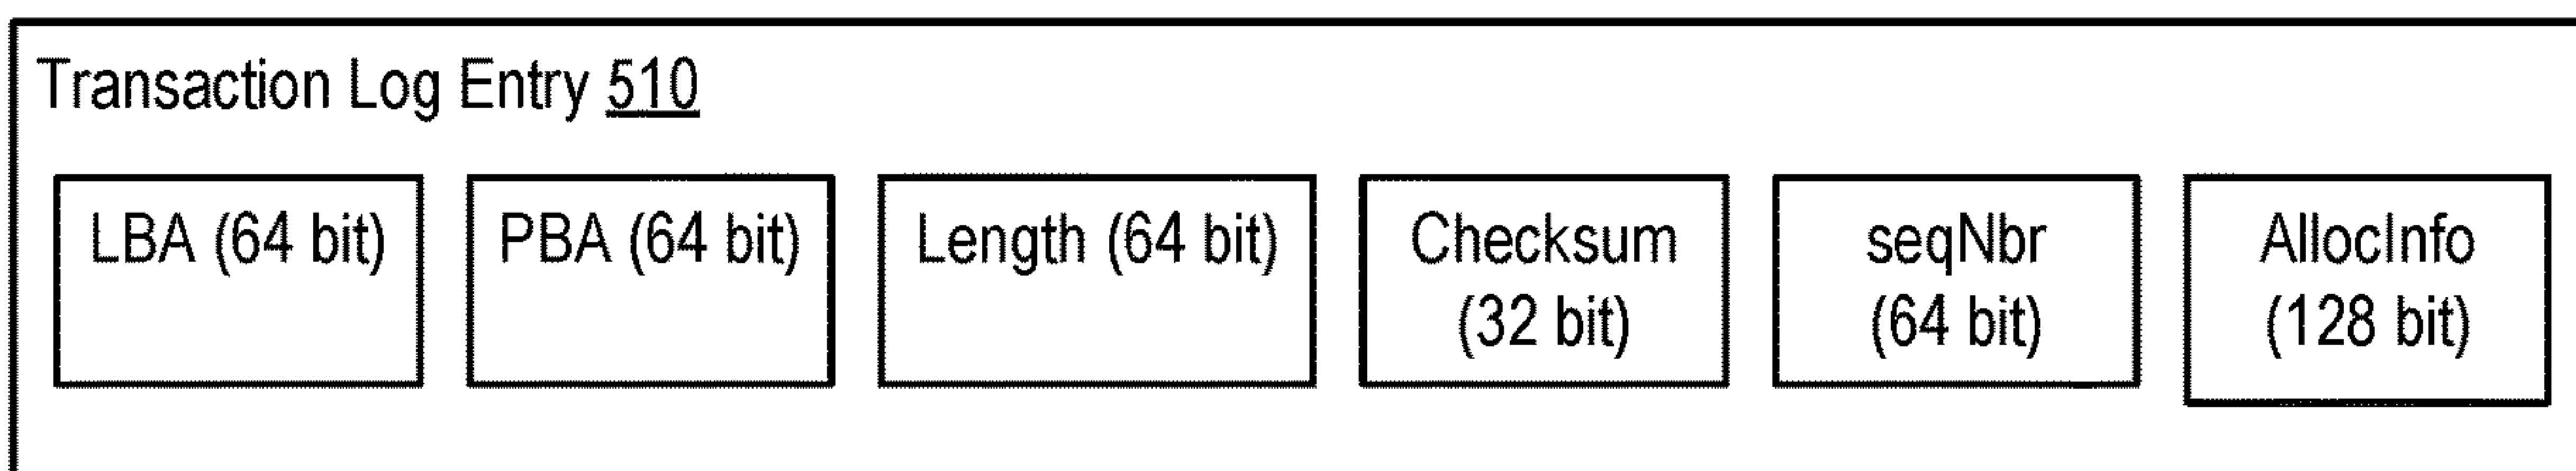 Transaction Log Entry 510
LBA (64 bit)
PBA (64 bit)
Length (64 bit)
Checksum
(32 bit)
seqNbr
(64 bit)
AllocInfo
(128 bit)